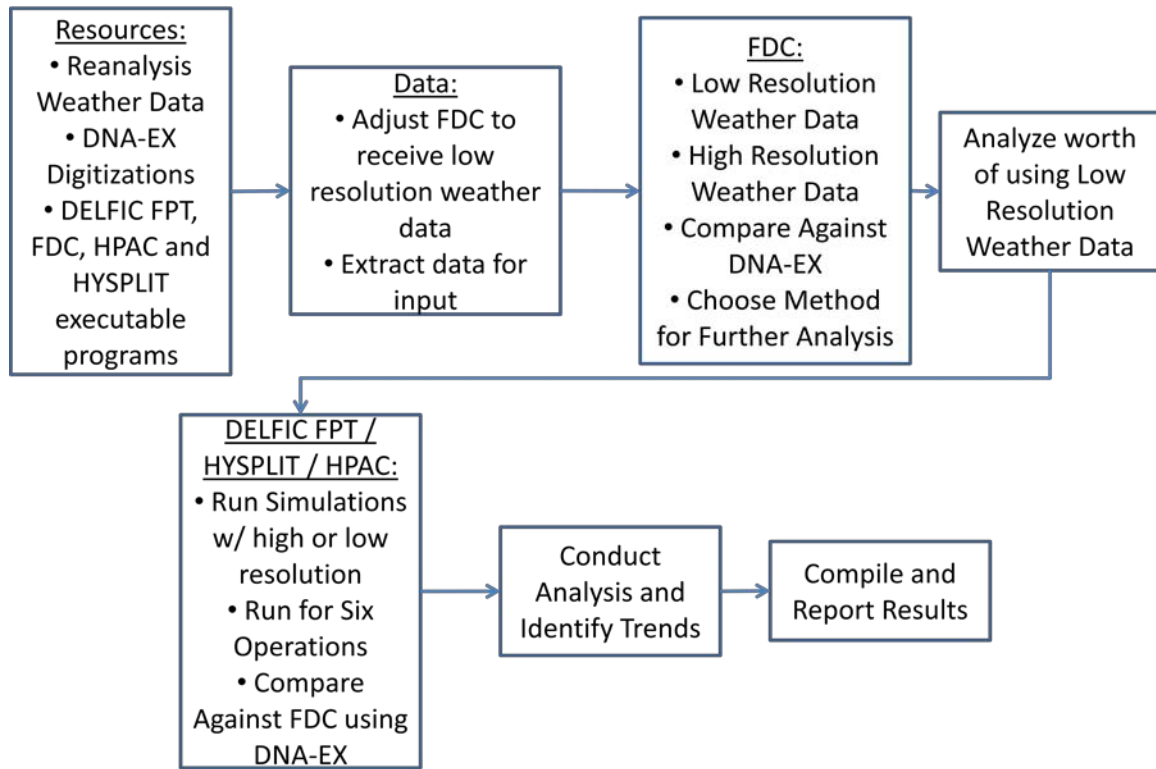 Resources:
• Reanalysis
Weather Data
• DNA-EX
Digitizations
• DELFIC FPT,
FDC, HPAC and
HYSPLIT
executable
programs
Data:
• Adjust FDC to
receive low
resolution weather
data
• Extract data for
input
FDC:
• Low Resolution
Weather Data
• High Resolution
Weather Data
• Compare Against
DNA-EX
• Choose Method
for Further Analysis
Analyze worth
of using Low
Resolution
Weather Data
DELFIC FPT /
HYSPLIT / HPAC:
• Run Simulations
w/ high or low
resolution
• Run for Six
Operations
• Compare
Against FDC using
DNA-EX
Conduct
Analysis and
Identify Trends
Compile and
Report Results